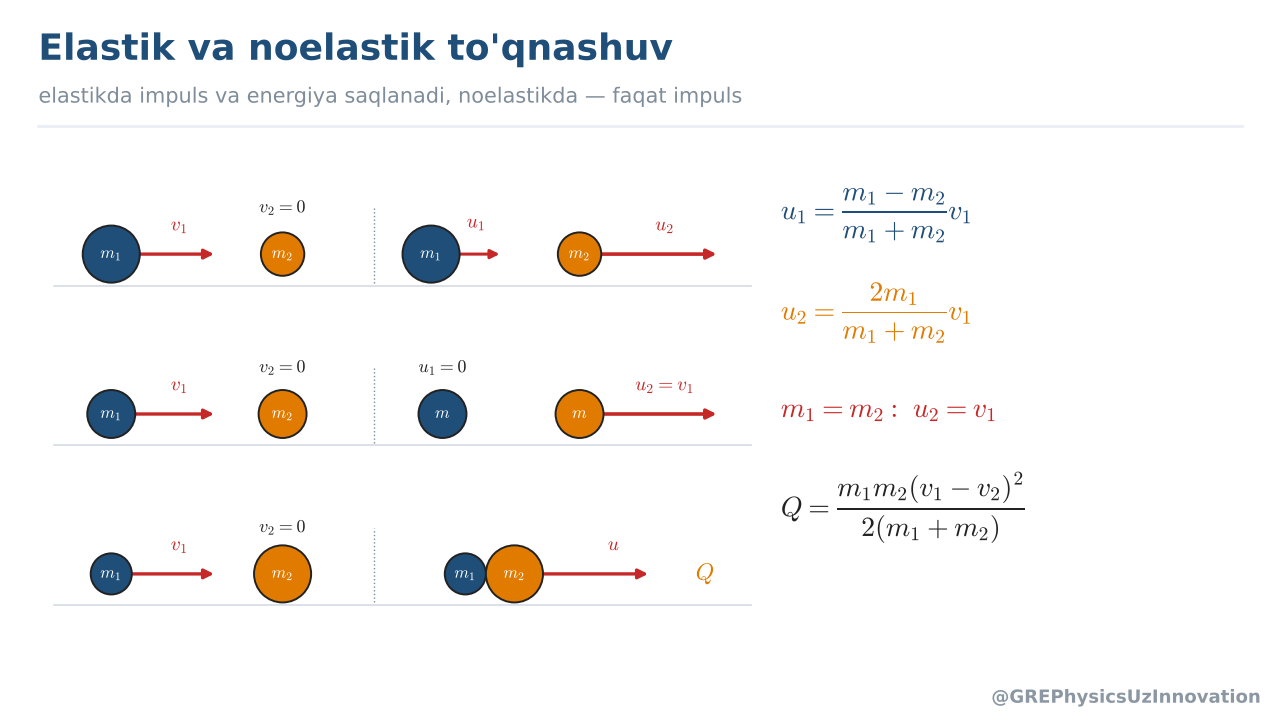 Elastik va noelastik to'qnashuv
elastikda impuls va energiya saqlanadi, noelastikda — faqat impuls
v₁ v₂ = 0 u₁ u₂
m₁ m₂ m₁ m₂
v₁ v₂ = 0 u₁ = 0 u₂ = v₁
m₁ m₂ m m
v₁ v₂ = 0 u
m₁ m₂ m₁ m₂ Q
u₁ = (m₁ − m₂)/(m₁ + m₂) v₁
u₂ = 2m₁/(m₁ + m₂) v₁
m₁ = m₂ : u₂ = v₁
Q = m₁m₂(v₁ − v₂)²/2(m₁ + m₂)
@GREPhysicsUzInnovation